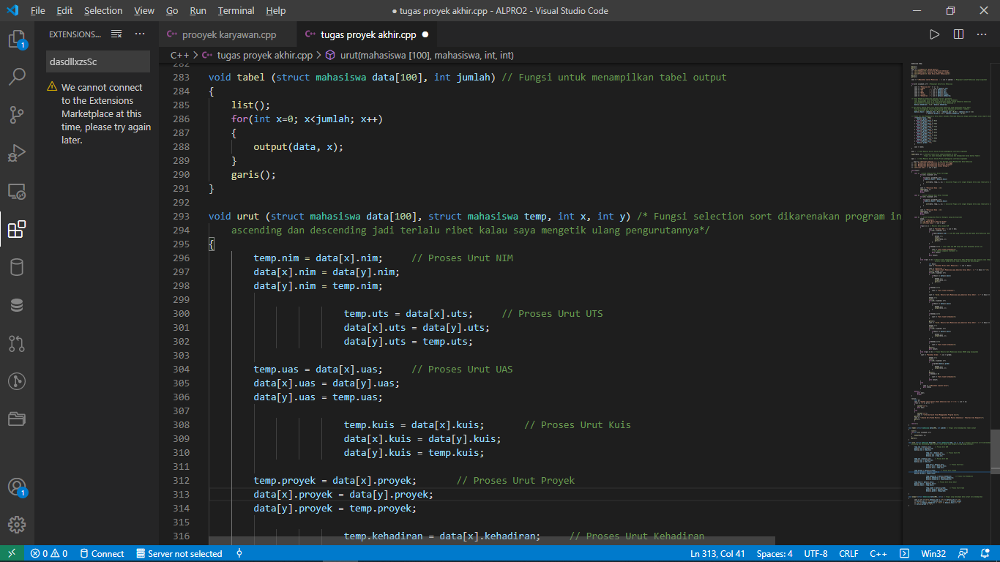 File Edit Selection View Go Run Terminal Help
● tugas proyek akhir.cpp - ALPRO2 - Visual Studio Code
EXTENSIONS...
dasdllxzsSc
We cannot connect
to the Extensions
Marketplace at this
time, please try again
later.
C++ prooyek karyawan.cpp
C++ tugas proyek akhir.cpp ●
C++ > C++ tugas proyek akhir.cpp > urut(mahasiswa [100], mahasiswa, int, int)
282
283 void tabel (struct mahasiswa data[100], int jumlah) // Fungsi untuk menampilkan tabel output
284 {
285 list();
286 for(int x=0; x<jumlah; x++)
287 {
288 output(data, x);
289 }
290 garis();
291 }
292
293 void urut (struct mahasiswa data[100], struct mahasiswa temp, int x, int y) /* Fungsi selection sort dikarenakan program in
294 ascending dan descending jadi terlalu ribet kalau saya mengetik ulang pengurutannya*/
295 {
296 temp.nim = data[x].nim; // Proses Urut NIM
297 data[x].nim = data[y].nim;
298 data[y].nim = temp.nim;
299
300 temp.uts = data[x].uts; // Proses Urut UTS
301 data[x].uts = data[y].uts;
302 data[y].uts = temp.uts;
303
304 temp.uas = data[x].uas; // Proses Urut UAS
305 data[x].uas = data[y].uas;
306 data[y].uas = temp.uas;
307
308 temp.kuis = data[x].kuis; // Proses Urut Kuis
309 data[x].kuis = data[y].kuis;
310 data[y].kuis = temp.kuis;
311
312 temp.proyek = data[x].proyek; // Proses Urut Proyek
313 data[x].proyek = data[y].proyek;
314 data[y].proyek = temp.proyek;
315
316 temp.kehadiran = data[x].kehadiran; // Proses Urut Kehadiran
1
1
0 0 Connect Server not selected
Ln 313, Col 41 Spaces: 4 UTF-8 CRLF C++ Win32